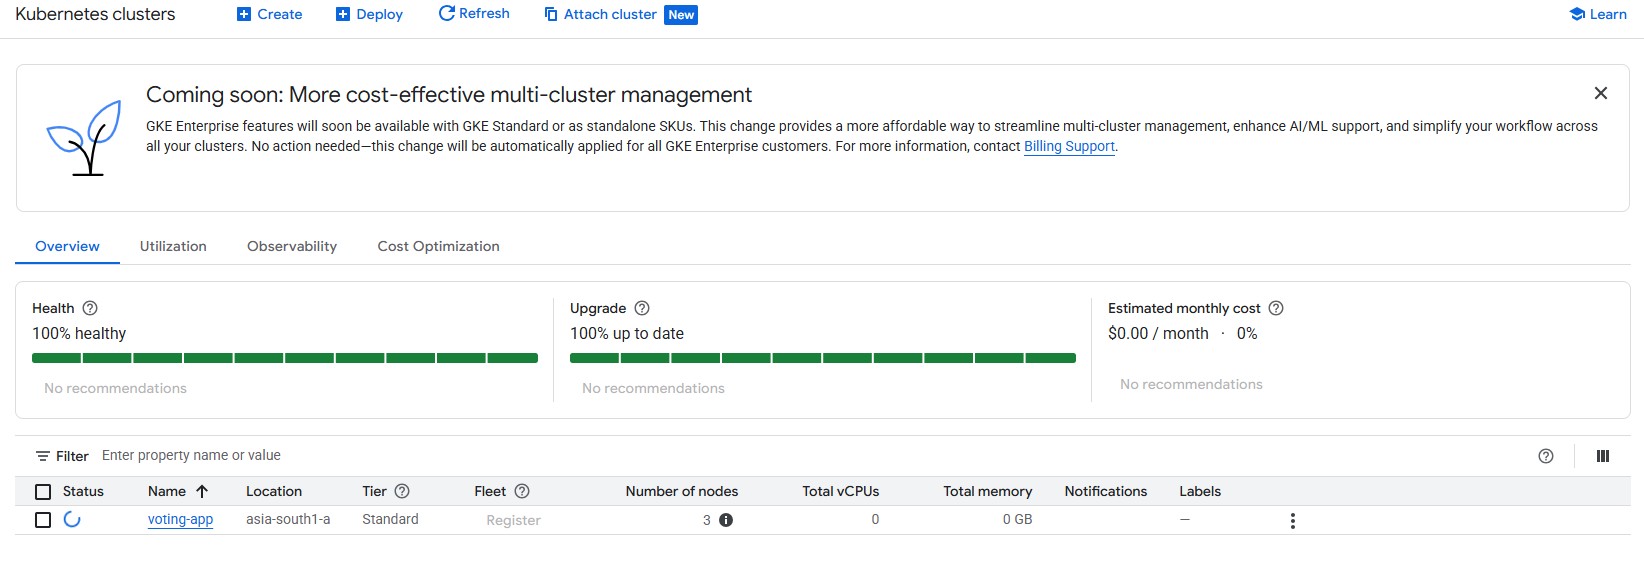 Kubernetes clusters Create Deploy Refresh Attach cluster New Learn
Coming soon: More cost-effective multi-cluster management
GKE Enterprise features will soon be available with GKE Standard or as standalone SKUs. This change provides a more affordable way to streamline multi-cluster management, enhance AI/ML support, and simplify your workflow across
all your clusters. No action needed—this change will be automatically applied for all GKE Enterprise customers. For more information, contact Billing Support.
Overview Utilization Observability Cost Optimization
Health Upgrade Estimated monthly cost
100% healthy 100% up to date $0.00 / month · 0%
No recommendations No recommendations No recommendations
Filter Enter property name or value
Status Name Location Tier Fleet Number of nodes Total vCPUs Total memory Notifications Labels
voting-app asia-south1-a Standard Register 3 0 0 GB —